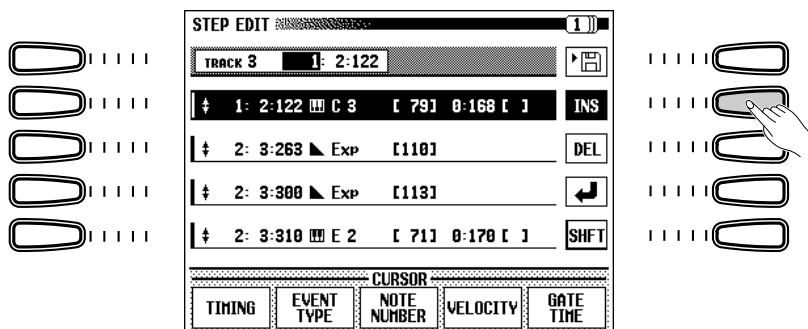 STEP EDIT 1
TRACK 3 1: 2:122
1: 2:122 C 3 [ 79] 0:168 [ ] INS
2: 3:263 Exp [110] DEL
2: 3:300 Exp [113]
2: 3:310 E 2 [ 71] 0:170 [ ] SHFT
CURSOR
TIMING EVENT TYPE NOTE NUMBER VELOCITY GATE TIME